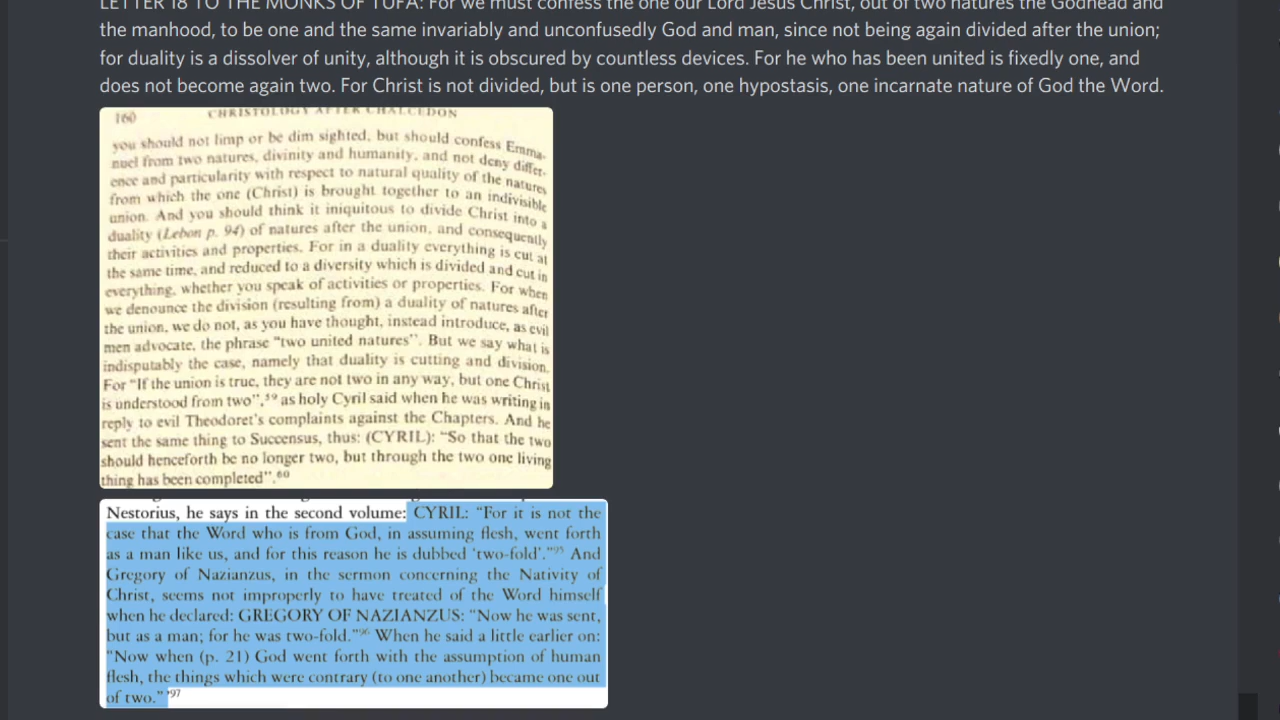 LETTER 18 TO THE MONKS OF TUFA: For we must confess the one our Lord Jesus Christ, out of two natures the Godhead and
the manhood, to be one and the same invariably and unconfusedly God and man, since not being again divided after the union;
for duality is a dissolver of unity, although it is obscured by countless devices. For he who has been united is fixedly one, and
does not become again two. For Christ is not divided, but is one person, one hypostasis, one incarnate nature of God the Word.
160 CHRISTOLOGY AFTER CHALCEDON
you should not limp or be dim sighted, but should confess Emma-
nuel from two natures, divinity and humanity, and not deny differ-
ence and particularity with respect to natural quality of the natures
from which the one (Christ) is brought together to an indivisible
union. And you should think it iniquitous to divide Christ into a
duality (Lebon p. 94) of natures after the union, and consequently
their activities and properties. For in a duality everything is cut at
the same time, and reduced to a diversity which is divided and cut in
everything, whether you speak of activities or properties. For when
we denounce the division (resulting from) a duality of natures after
the union, we do not, as you have thought, instead introduce, as evil
men advocate, the phrase "two united natures". But we say what is
indisputably the case, namely that duality is cutting and division.
For "If the union is true, they are not two in any way, but one Christ
is understood from two",⁵⁹ as holy Cyril said when he was writing in
reply to evil Theodoret's complaints against the Chapters. And he
sent the same thing to Succensus, thus: (CYRIL): "So that the two
should henceforth be no longer two, but through the two one living
thing has been completed".⁶⁰
Nestorius, he says in the second volume: CYRIL: "For it is not the
case that the Word who is from God, in assuming flesh, went forth
as a man like us, and for this reason he is dubbed 'two-fold'."⁹⁵ And
Gregory of Nazianzus, in the sermon concerning the Nativity of
Christ, seems not improperly to have treated of the Word himself
when he declared: GREGORY OF NAZIANZUS: "Now he was sent,
but as a man; for he was two-fold."⁹⁶ When he said a little earlier on:
"Now when (p. 21) God went forth with the assumption of human
flesh, the things which were contrary (to one another) became one out
of two."⁹⁷